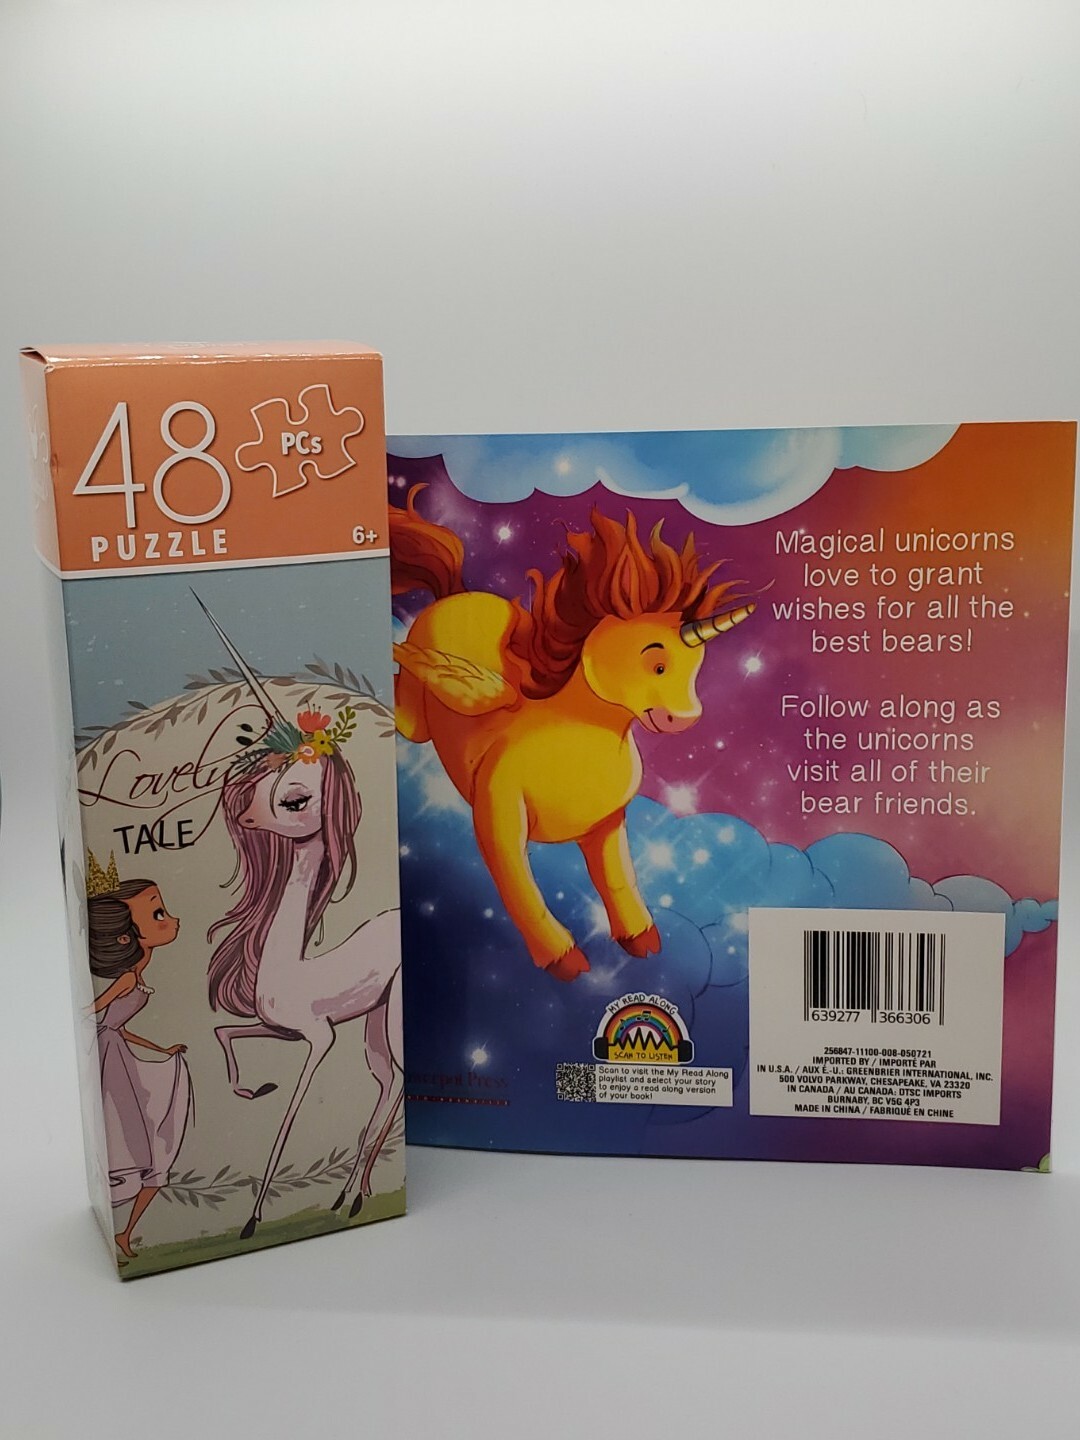 48
PCs
PUZZLE
6+
Lovely
TALE
Magical unicorns
love to grant
wishes for all the
best bears!
Follow along as
the unicorns
visit all of their
bear friends.
MY READ ALONG
SCAN TO LISTEN
Scan to visit the My Read Along
playlist and select your story
to enjoy a read along version
of your book!
Press
639277 366306
256847-11100-008-050721
IMPORTED BY / IMPORTÉ PAR
IN U.S.A. / AUX É.-U.: GREENBRIER INTERNATIONAL, INC.
500 VOLVO PARKWAY, CHESAPEAKE, VA 23320
IN CANADA / AU CANADA: DTSC IMPORTS
BURNABY, BC V5G 4P3
MADE IN CHINA / FABRIQUÉ EN CHINE